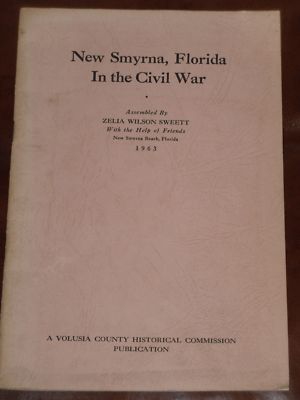 New Smyrna, Florida
In the Civil War
Assembled By
ZELIA WILSON SWEETT
With the Help of Friends
New Smyrna Beach, Florida
1963
A VOLUSIA COUNTY HISTORICAL COMMISSION
PUBLICATION